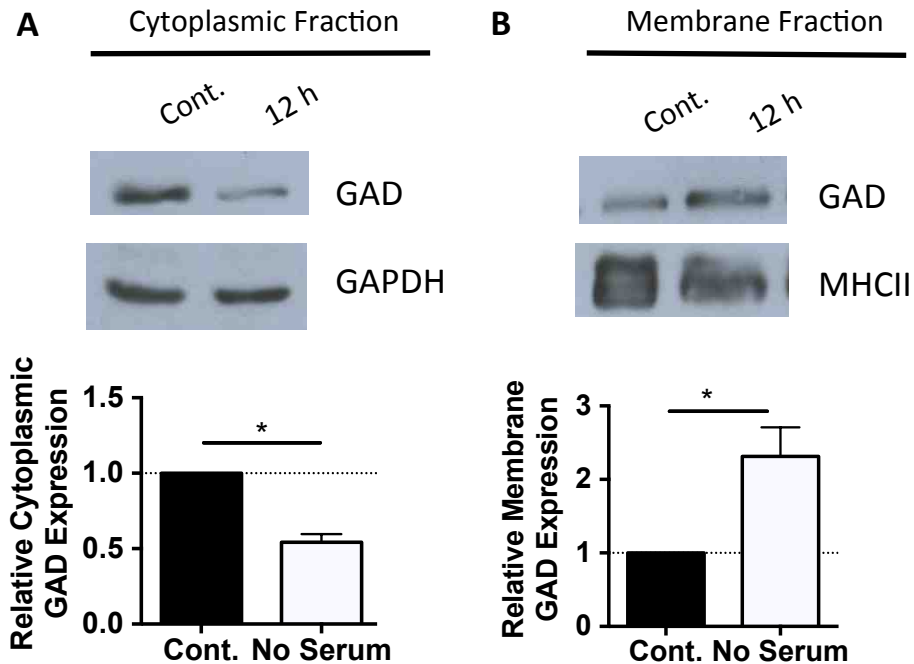 A
Cytoplasmic Fraction
Cont. 12 h
GAD
GAPDH
Relative Cytoplasmic
GAD Expression
1.5
1.0
0.5
0.0
*
Cont. No Serum
B
Membrane Fraction
Cont. 12 h
GAD
MHCII
Relative Membrane
GAD Expression
3
2
1
0
*
Cont. No Serum